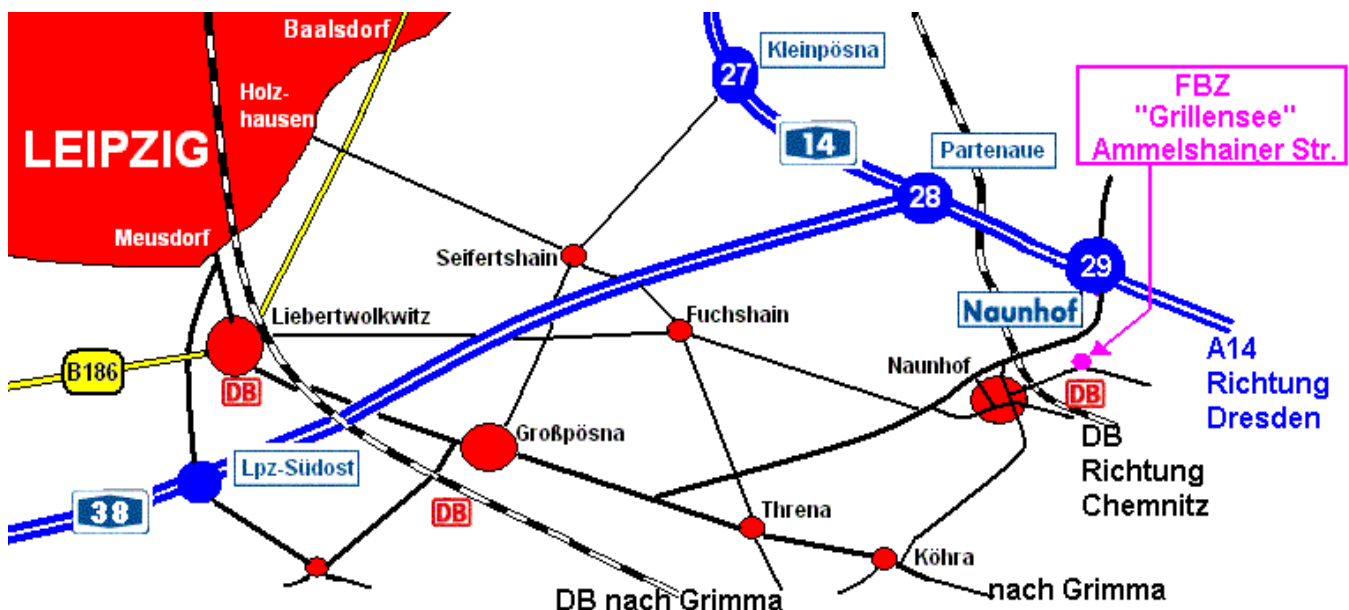 Baalsdorf
Kleinpösna
27
FBZ
"Grillensee"
Ammelshainer Str.
Holz-
hausen
LEIPZIG
14
Partenaue
28
Meusdorf
Seifertshain
29
Liebertwolkwitz
Fuchshain
Naunhof
A14
Richtung
Dresden
B186
DB
Naunhof
DB
Großpösna
DB
Richtung
Chemnitz
Lpz-Südost
38
DB
Threna
Köhra
DB nach Grimma
nach Grimma